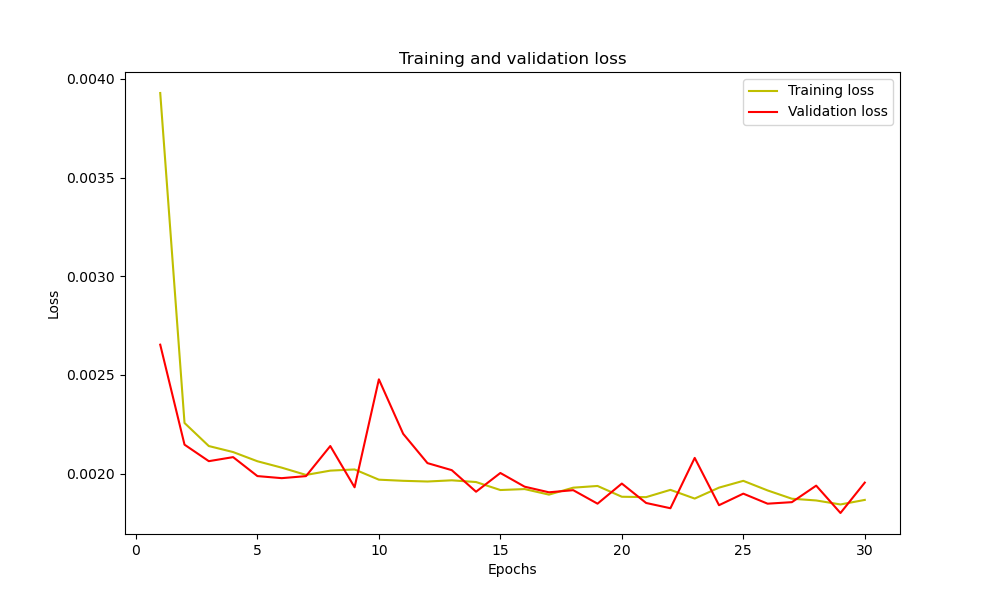 Training and validation loss
Training loss
Validation loss
0.0040
0.0035
0.0030
0.0025
0.0020
Loss
0 5 10 15 20 25 30
Epochs